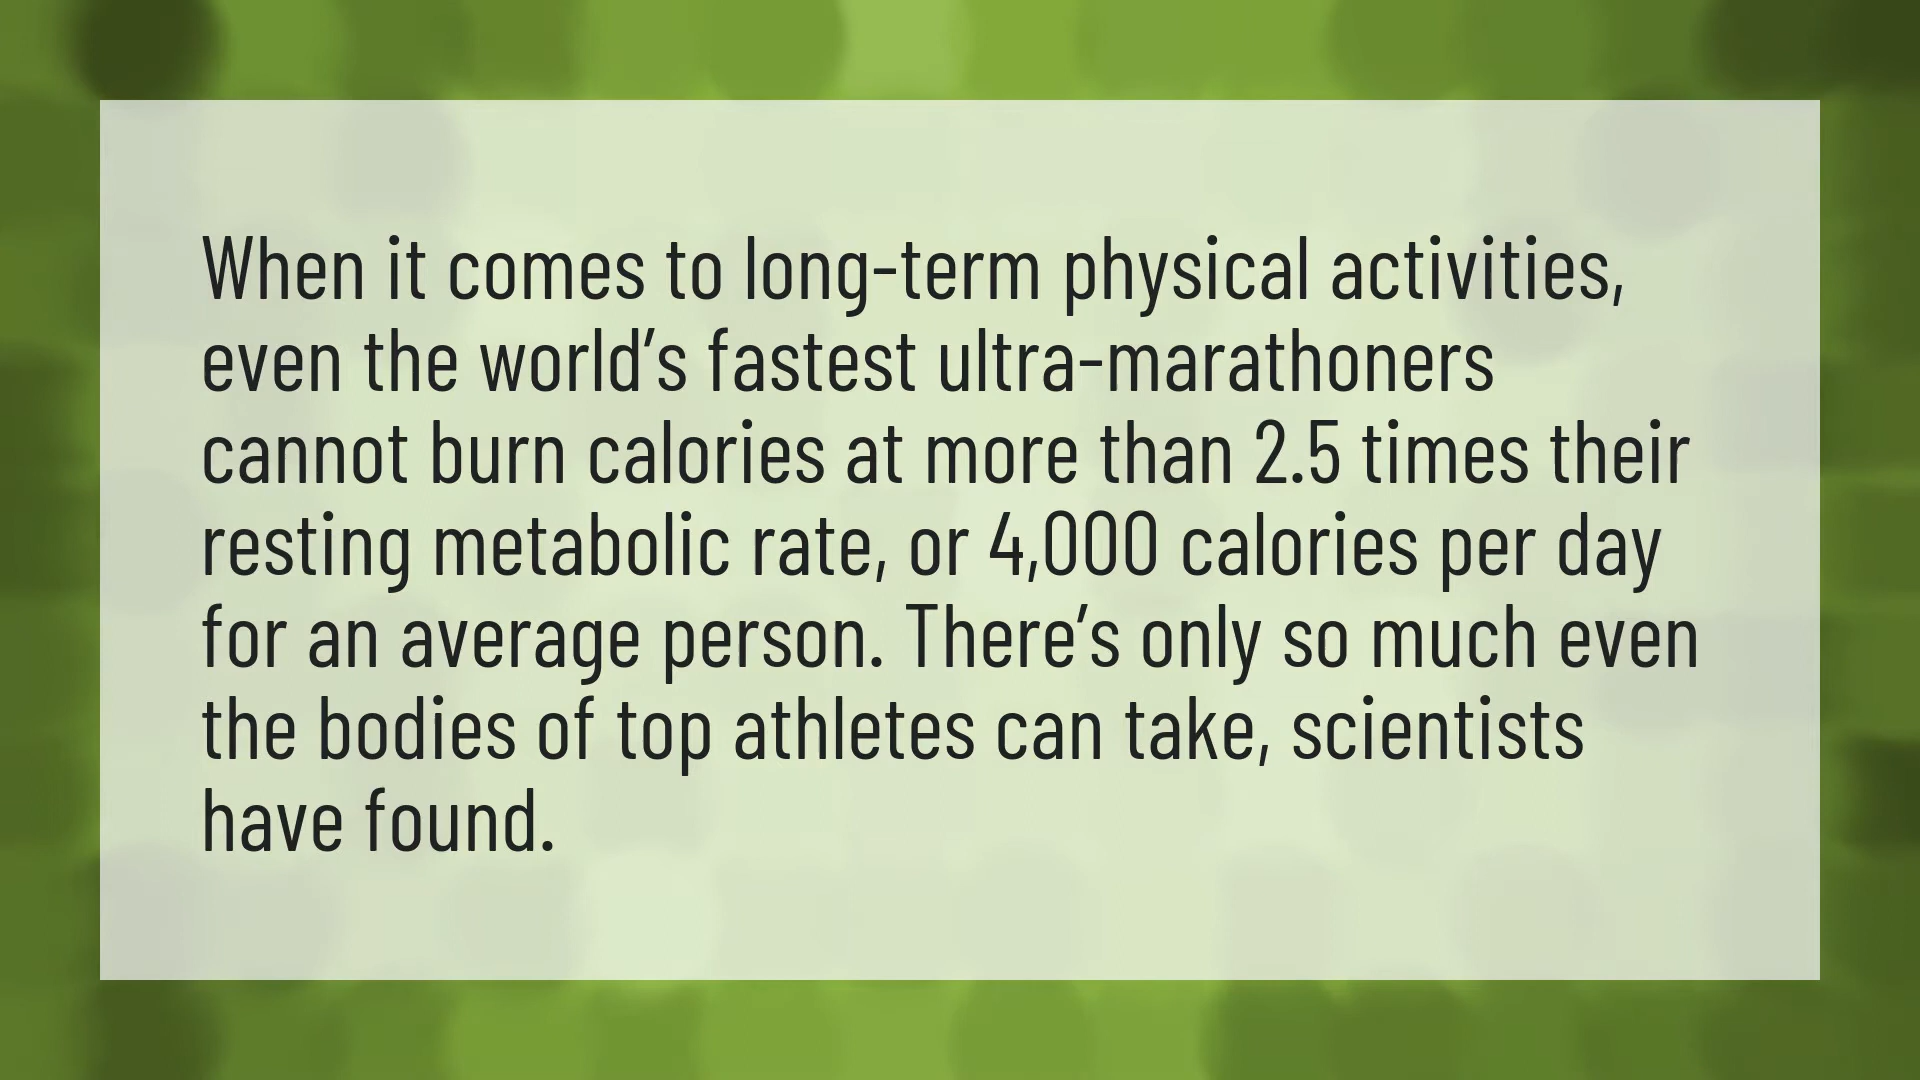 When it comes to long-term physical activities,
even the world’s fastest ultra-marathoners
cannot burn calories at more than 2.5 times their
resting metabolic rate, or 4,000 calories per day
for an average person. There’s only so much even
the bodies of top athletes can take, scientists
have found.